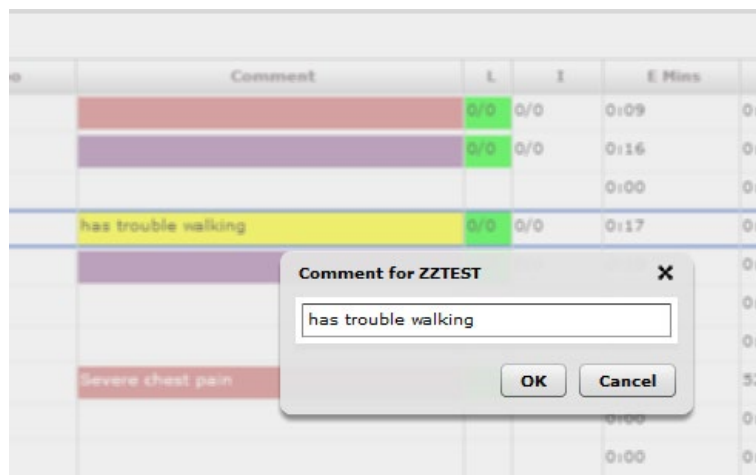 Comment L I E Mins
0/0 0/0 0:09
0/0 0/0 0:16
0:00
has trouble walking 0/0 0/0 0:17
Comment for ZZTEST
has trouble walking
OK Cancel
Severe chest pain
0:00
0:00